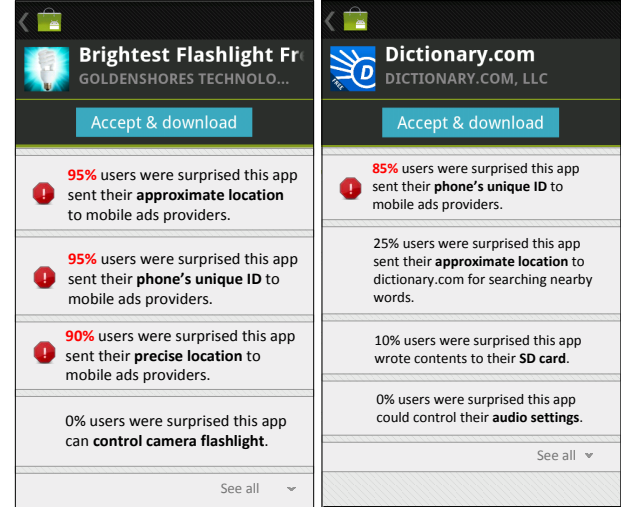 Brightest Flashlight Fre
GOLDENSHORES TECHNOLO...
Accept & download
95% users were surprised this app
sent their approximate location
to mobile ads providers.
95% users were surprised this app
sent their phone's unique ID to
mobile ads providers.
90% users were surprised this app
sent their precise location to
mobile ads providers.
0% users were surprised this app
can control camera flashlight.
See all
Dictionary.com
DICTIONARY.COM, LLC
FREE
Accept & download
85% users were surprised this app
sent their phone's unique ID to
mobile ads providers.
25% users were surprised this app
sent their approximate location to
dictionary.com for searching nearby
words.
10% users were surprised this app
wrote contents to their SD card.
0% users were surprised this app
could control their audio settings.
See all